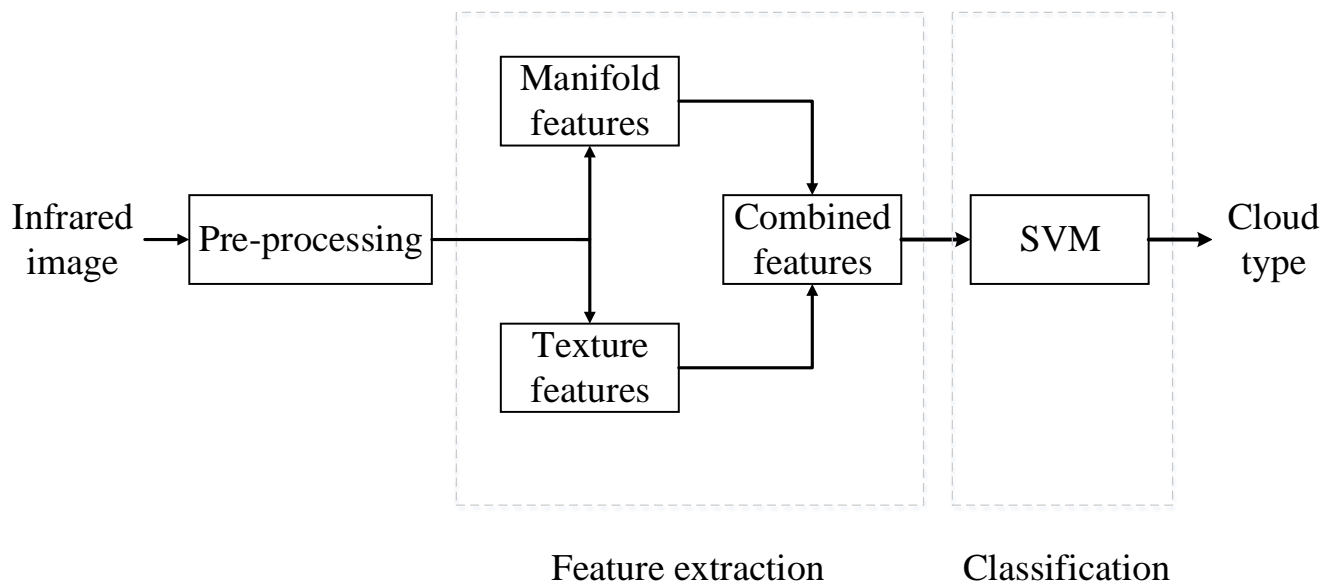 Manifold
features
Infrared
image
Pre-processing
Combined
features
SVM
Cloud
type
Texture
features
Feature extraction
Classification